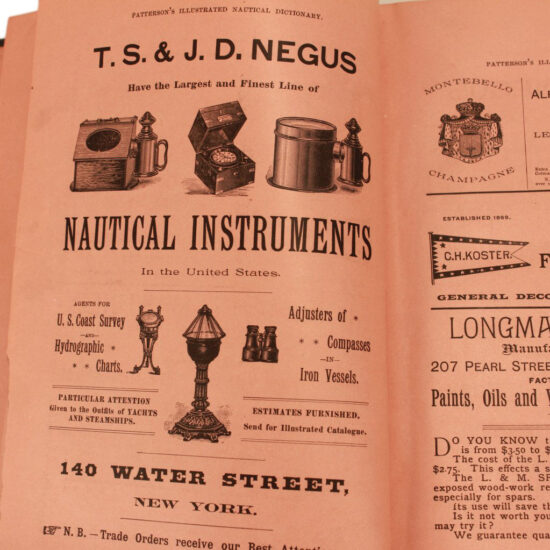 PATTERSON'S ILLUSTRATED NAUTICAL DICTIONARY.
T. S. & J. D. NEGUS
Have the Largest and Finest Line of
NAUTICAL INSTRUMENTS
In the United States.
AGENTS FOR
U. S. Coast Survey
—AND—
Hydrographic
* * Charts.
Adjusters of *
* * Compasses
—IN—
Iron Vessels.
PARTICULAR ATTENTION
Given to the Outfits of YACHTS
AND STEAMSHIPS.
ESTIMATES FURNISHED.
Send for Illustrated Catalogue.
140 WATER STREET,
NEW YORK.
☞ N. B.—Trade Orders receive our Best
PATTERSON'S
MONTEBELLO
CHAMPAGNE
ESTABLISHED 1869.
C.H. KOSTER.
GENERAL
207 PEARL
Paints, Oils and
DO YOU KNOW
is from $3.50 to
The cost of the L.
$2.75. This effects a
The L. & M.
exposed wood-work
especially for spars.
Its use will save
Is it not worth
may try it?
We guarantee